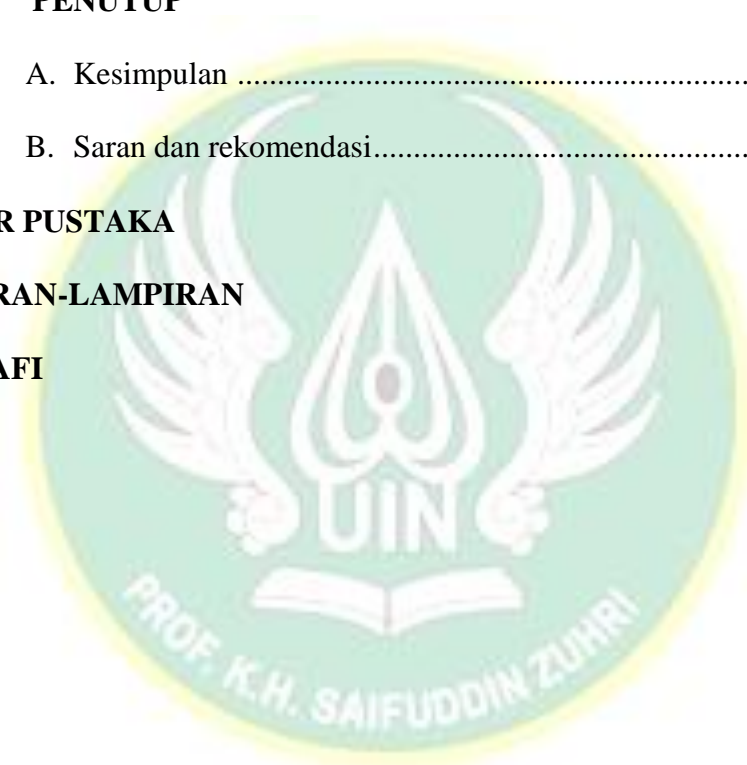 PENUTUP
A. Kesimpulan ................................................................
B. Saran dan rekomendasi...............................................
R PUSTAKA
RAN-LAMPIRAN
AFI
UIN
PROF. K.H. SAIFUDDIN ZUHRI